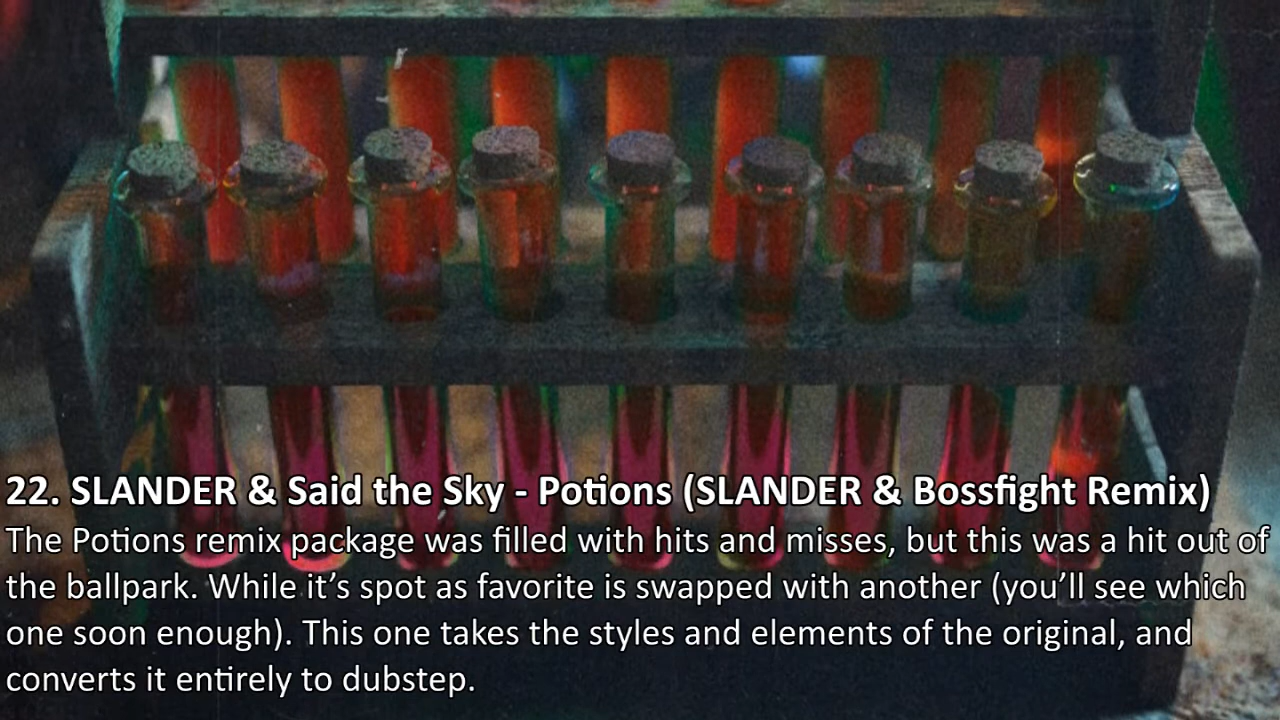 22. SLANDER & Said the Sky - Potions (SLANDER & Bossfight Remix)
The Potions remix package was filled with hits and misses, but this was a hit out of
the ballpark. While it’s spot as favorite is swapped with another (you’ll see which
one soon enough). This one takes the styles and elements of the original, and
converts it entirely to dubstep.